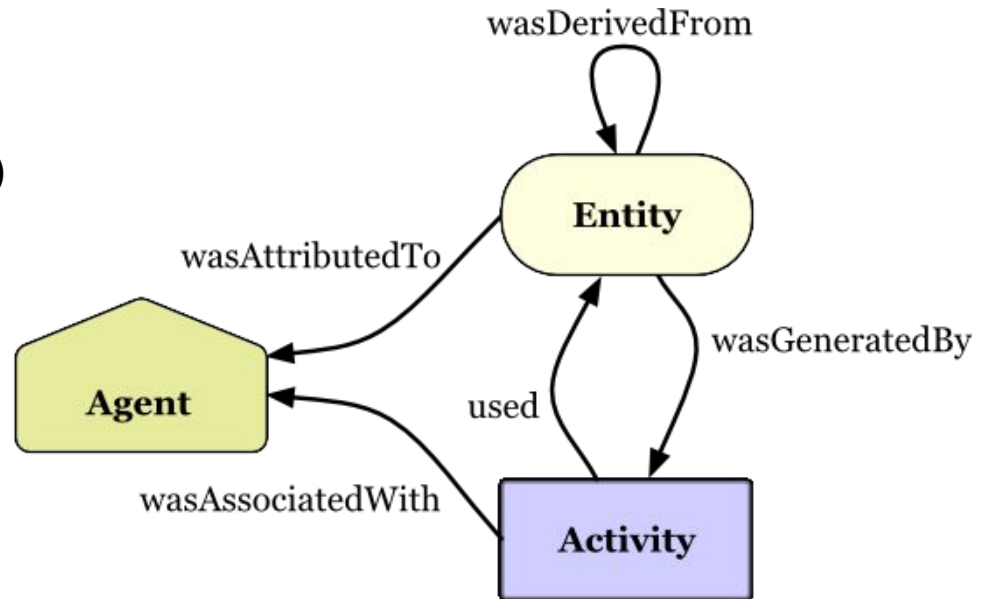 wasDerivedFrom
)
Entity
wasAttributedTo
wasGeneratedBy
Agent
used
wasAssociatedWith
Activity